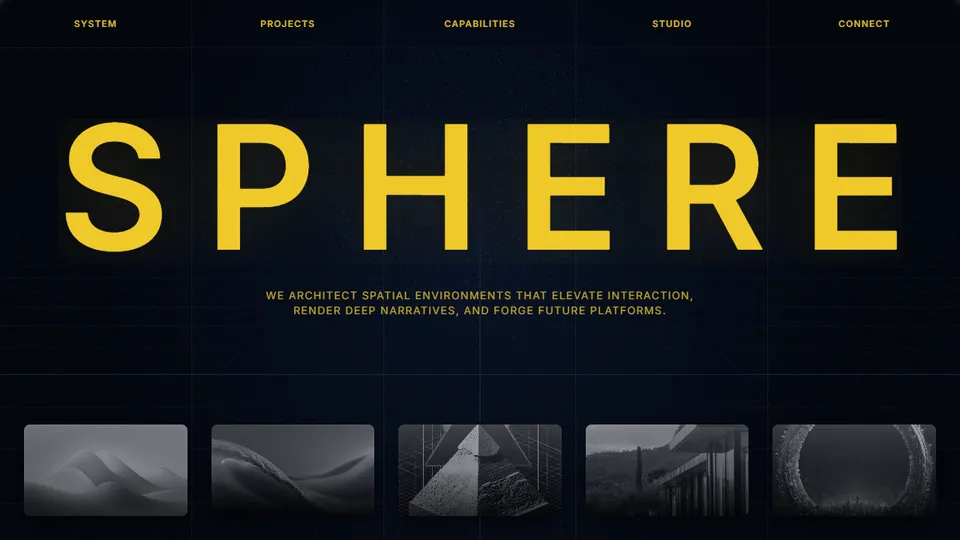 SYSTEM
PROJECTS
CAPABILITIES
STUDIO
CONNECT
SPHERE
WE ARCHITECT SPATIAL ENVIRONMENTS THAT ELEVATE INTERACTION,
RENDER DEEP NARRATIVES, AND FORGE FUTURE PLATFORMS.